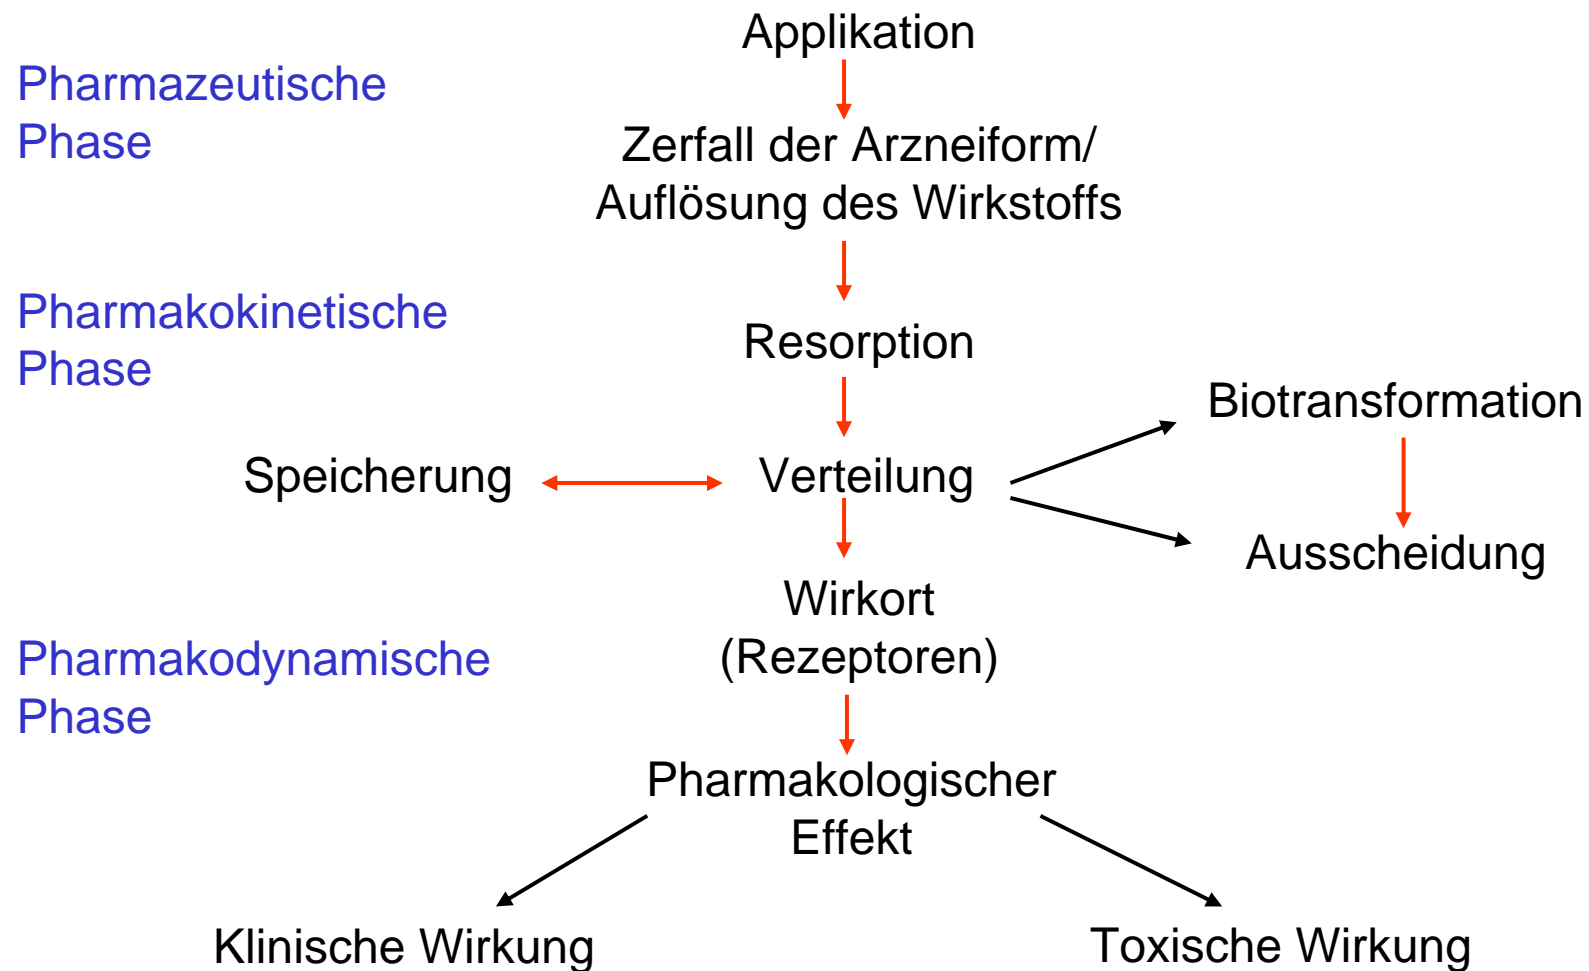 Applikation
Pharmazeutische
Phase
Zerfall der Arzneiform/
Auflösung des Wirkstoffs
Pharmakokinetische
Phase
Resorption
Biotransformation
Speicherung
Verteilung
Ausscheidung
Wirkort
(Rezeptoren)
Pharmakodynamische
Phase
Pharmakologischer
Effekt
Klinische Wirkung
Toxische Wirkung